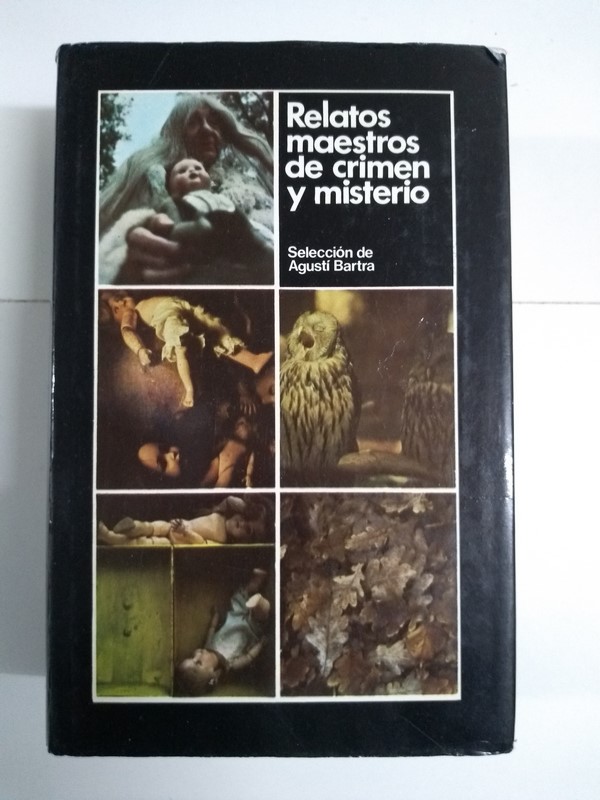 Relatos
maestros
de crimen
y misterio
Selección de
Agustí Bartra